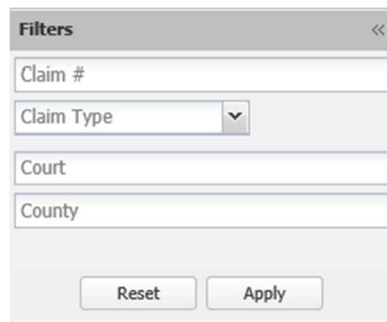 Filters «
Claim #
Claim Type
Court
County
Reset Apply